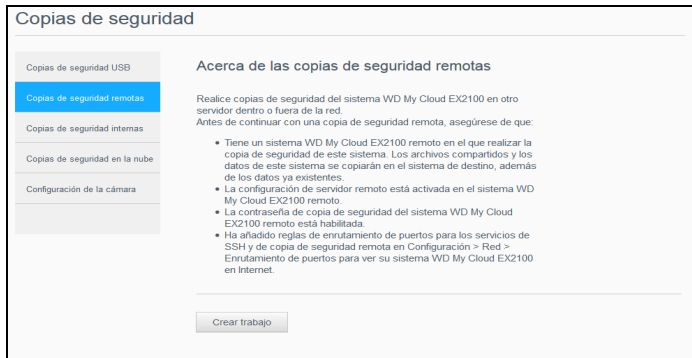 Copias de seguridad
Copias de seguridad USB
Copias de seguridad remotas
Copias de seguridad internas
Copias de seguridad en la nube
Configuración de la cámara
Acerca de las copias de seguridad remotas
Realice copias de seguridad del sistema WD My Cloud EX2100 en otro
servidor dentro o fuera de la red.
Antes de continuar con una copia de seguridad remota, asegúrese de que:
• Tiene un sistema WD My Cloud EX2100 remoto en el que realizar la
copia de seguridad de este sistema. Los archivos compartidos y los
datos de este sistema se copiarán en el sistema de destino, además
de los datos ya existentes.
• La configuración de servidor remoto está activada en el sistema WD
My Cloud EX2100 remoto.
• La contraseña de copia de seguridad del sistema WD My Cloud
EX2100 remoto está habilitada.
• Ha añadido reglas de enrutamiento de puertos para los servicios de
SSH y de copia de seguridad remota en Configuración > Red >
Enrutamiento de puertos para ver su sistema WD My Cloud EX2100
en Internet.
Crear trabajo